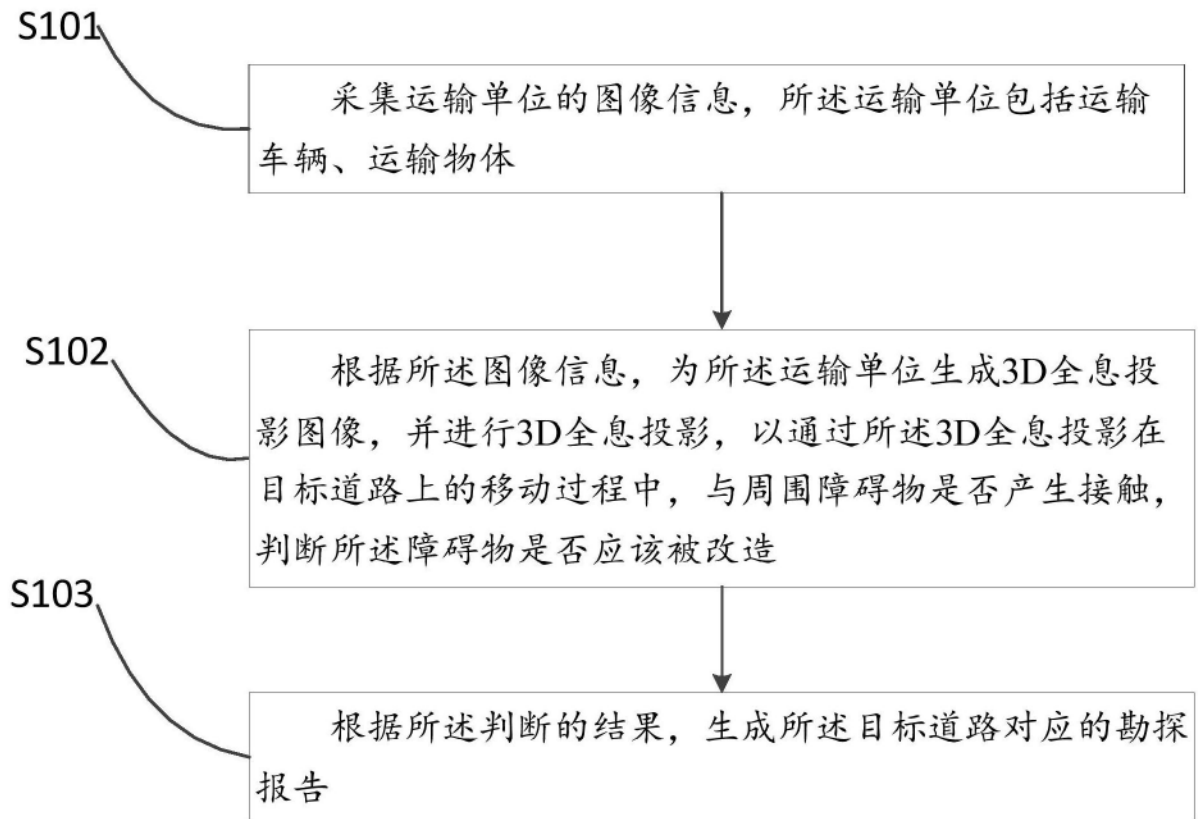 S101
采集运输单位的图像信息，所述运输单位包括运输
车辆、运输物体
S102
根据所述图像信息，为所述运输单位生成3D全息投
影图像，并进行3D全息投影，以通过所述3D全息投影在
目标道路上的移动过程中，与周围障碍物是否产生接触，
判断所述障碍物是否应该被改造
S103
根据所述判断的结果，生成所述目标道路对应的勘探
报告